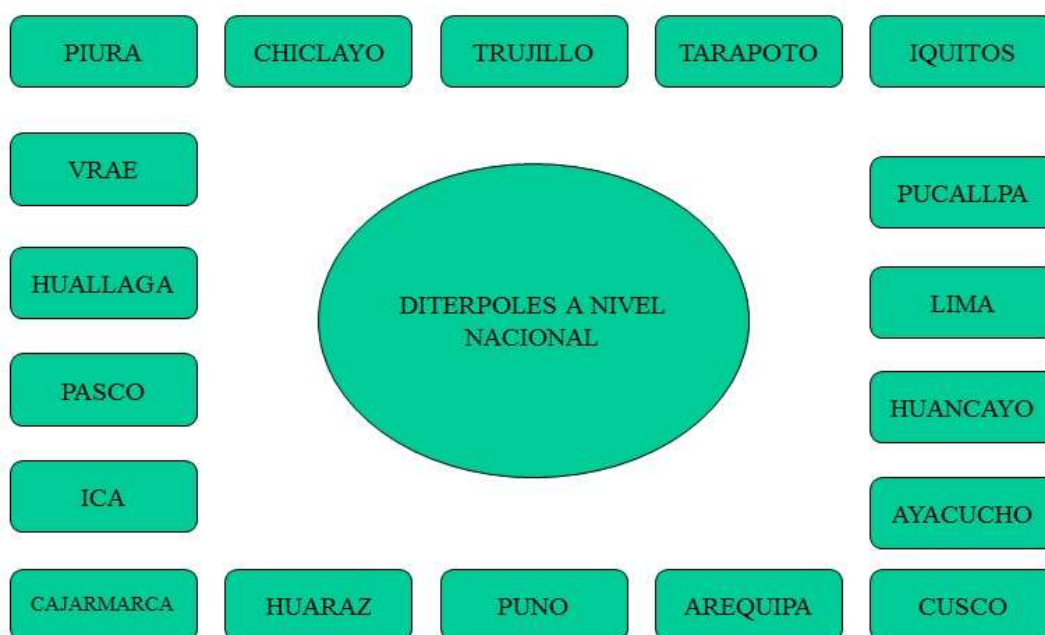 PIURA
CHICLAYO
TRUJILLO
TARAPOTO
IQUITOS
VRAE
PUCALLPA
HUALLAGA
DITERPOLES A NIVEL
NACIONAL
LIMA
PASCO
HUANCAYO
ICA
AYACUCHO
CAJARMARCA
HUARAZ
PUNO
AREQUIPA
CUSCO